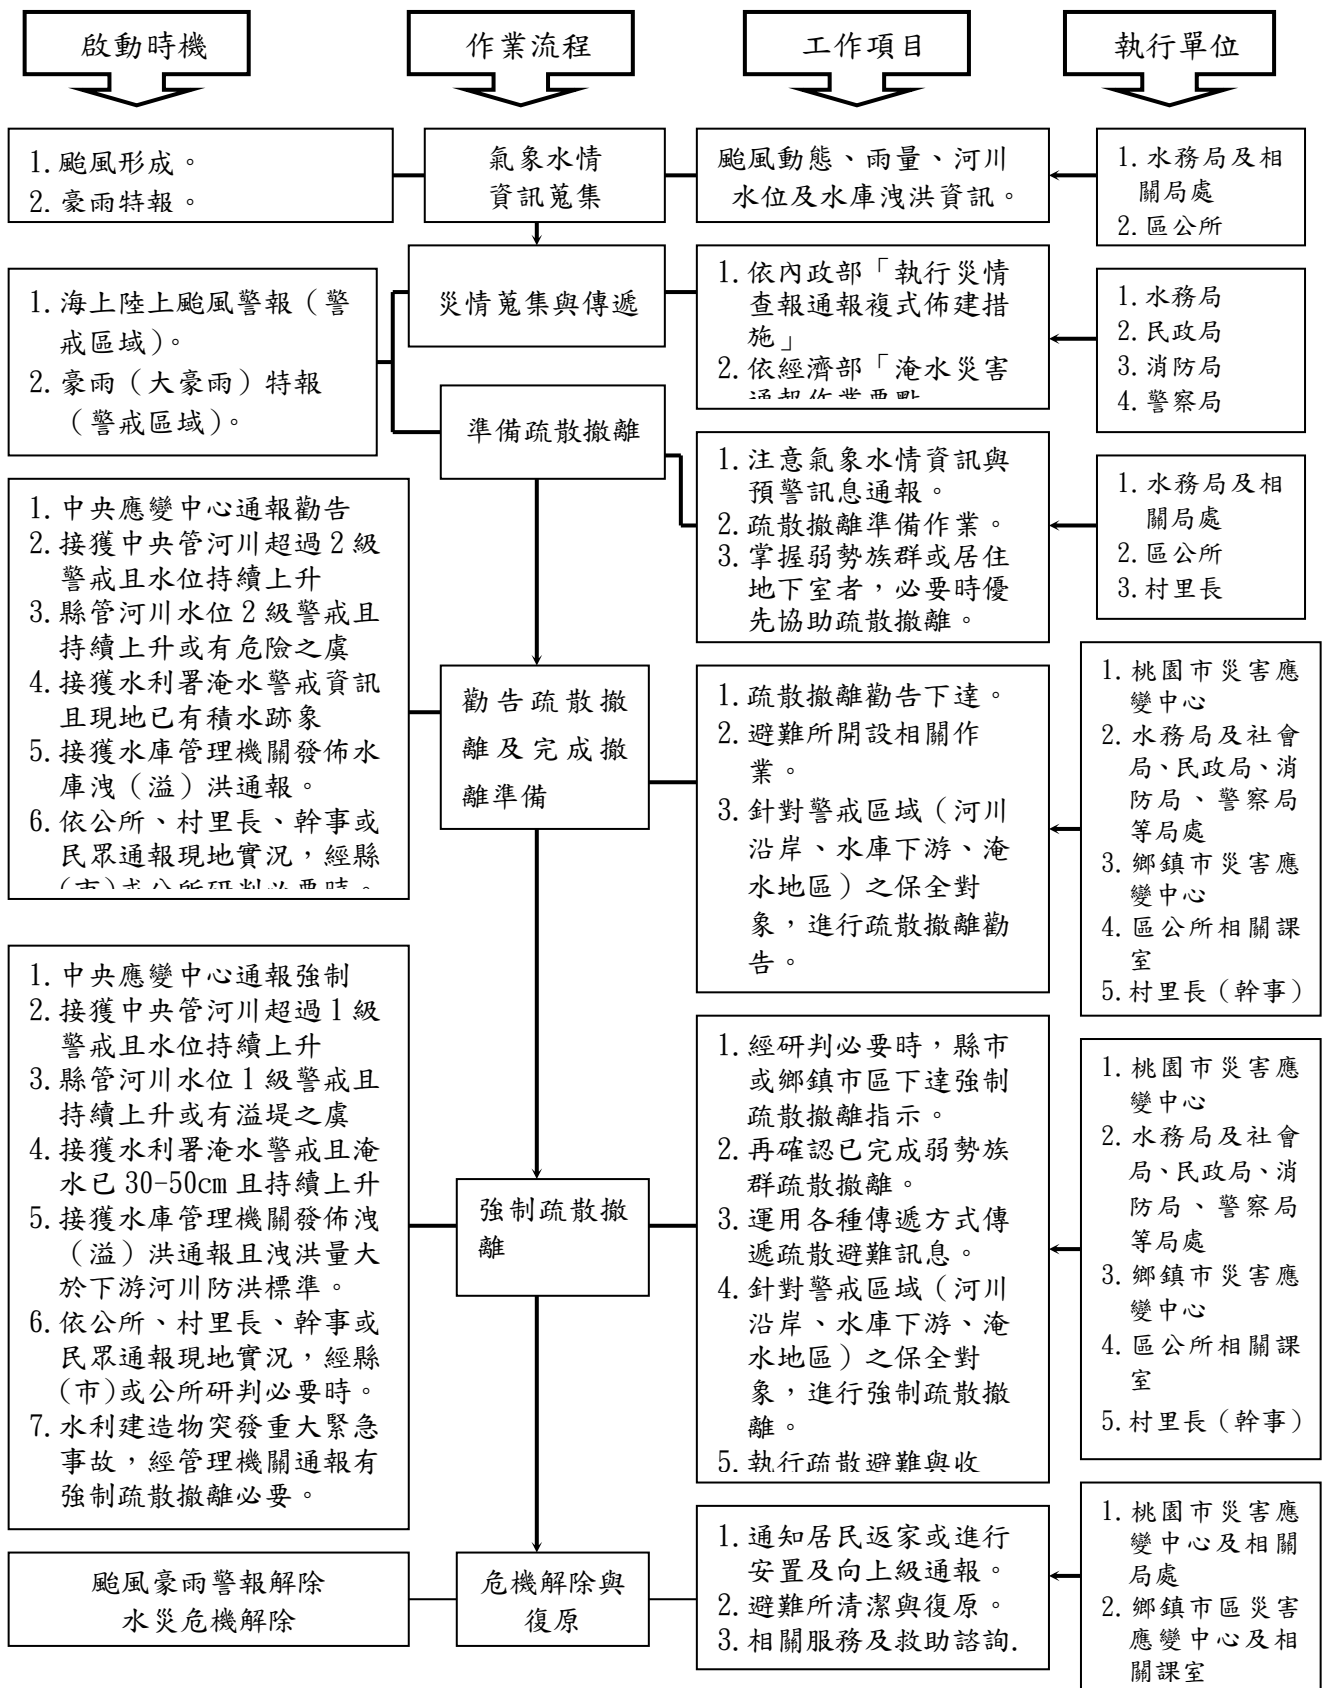 啟動時機
作業流程
工作項目
執行單位
1.颱風形成。
2.豪雨特報。
氣象水情
資訊蒐集
颱風動態、雨量、河川
水位及水庫洩洪資訊。
1.水務局及相
關局處
2.區公所
1.海上陸上颱風警報（警
戒區域）。
2.豪雨（大豪雨）特報
（警戒區域）。
災情蒐集與傳遞
1.依內政部「執行災情
查報通報複式佈建措
施」
2.依經濟部「淹水災害
通報作業要點
1.水務局
2.民政局
3.消防局
4.警察局
準備疏散撤離
1.注意氣象水情資訊與
預警訊息通報。
2.疏散撤離準備作業。
3.掌握弱勢族群或居住
地下室者，必要時優
先協助疏散撤離。
1.水務局及相
關局處
2.區公所
3.村里長
1.中央應變中心通報勸告
2.接獲中央管河川超過2級
警戒且水位持續上升
3.縣管河川水位2級警戒且
持續上升或有危險之虞
4.接獲水利署淹水警戒資訊
且現地已有積水跡象
5.接獲水庫管理機關發佈水
庫洩（溢）洪通報。
6.依公所、村里長、幹事或
民眾通報現地實況，經縣
(市)或公所研判必要時。
勸告疏散撤
離及完成撤
離準備
1.疏散撤離勸告下達。
2.避難所開設相關作
業。
3.針對警戒區域（河川
沿岸、水庫下游、淹
水地區）之保全對
象，進行疏散撤離勸
告。
1.桃園市災害應
變中心
2.水務局及社會
局、民政局、消
防局、警察局
等局處
3.鄉鎮市災害應
變中心
4.區公所相關課
室
5.村里長（幹事）
1.中央應變中心通報強制
2.接獲中央管河川超過1級
警戒且水位持續上升
3.縣管河川水位1級警戒且
持續上升或有溢堤之虞
4.接獲水利署淹水警戒且淹
水已30-50cm且持續上升
5.接獲水庫管理機關發佈洩
（溢）洪通報且洩洪量大
於下游河川防洪標準。
6.依公所、村里長、幹事或
民眾通報現地實況，經縣
(市)或公所研判必要時。
7.水利建造物突發重大緊急
事故，經管理機關通報有
強制疏散撤離必要。
強制疏散撤
離
1.經研判必要時，縣市
或鄉鎮市區下達強制
疏散撤離指示。
2.再確認已完成弱勢族
群疏散撤離。
3.運用各種傳遞方式傳
遞疏散避難訊息。
4.針對警戒區域（河川
沿岸、水庫下游、淹
水地區）之保全對
象，進行強制疏散撤
離。
5.執行疏散避難與收
1.桃園市災害應
變中心
2.水務局及社會
局、民政局、消
防局、警察局
等局處
3.鄉鎮市災害應
變中心
4.區公所相關課
室
5.村里長（幹事）
颱風豪雨警報解除
水災危機解除
危機解除與
復原
1.通知居民返家或進行
安置及向上級通報。
2.避難所清潔與復原。
3.相關服務及救助諮詢.
1.桃園市災害應
變中心及相關
局處
2.鄉鎮市區災害
應變中心及相
關課室